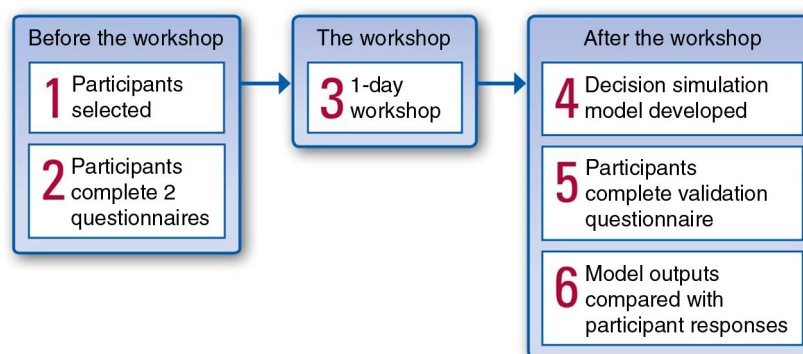 Before the workshop
1 Participants
selected
2 Participants
complete 2
questionnaires
The workshop
3 1-day
workshop
After the workshop
4 Decision simulation
model developed
5 Participants
complete validation
questionnaire
6 Model outputs
compared with
participant responses